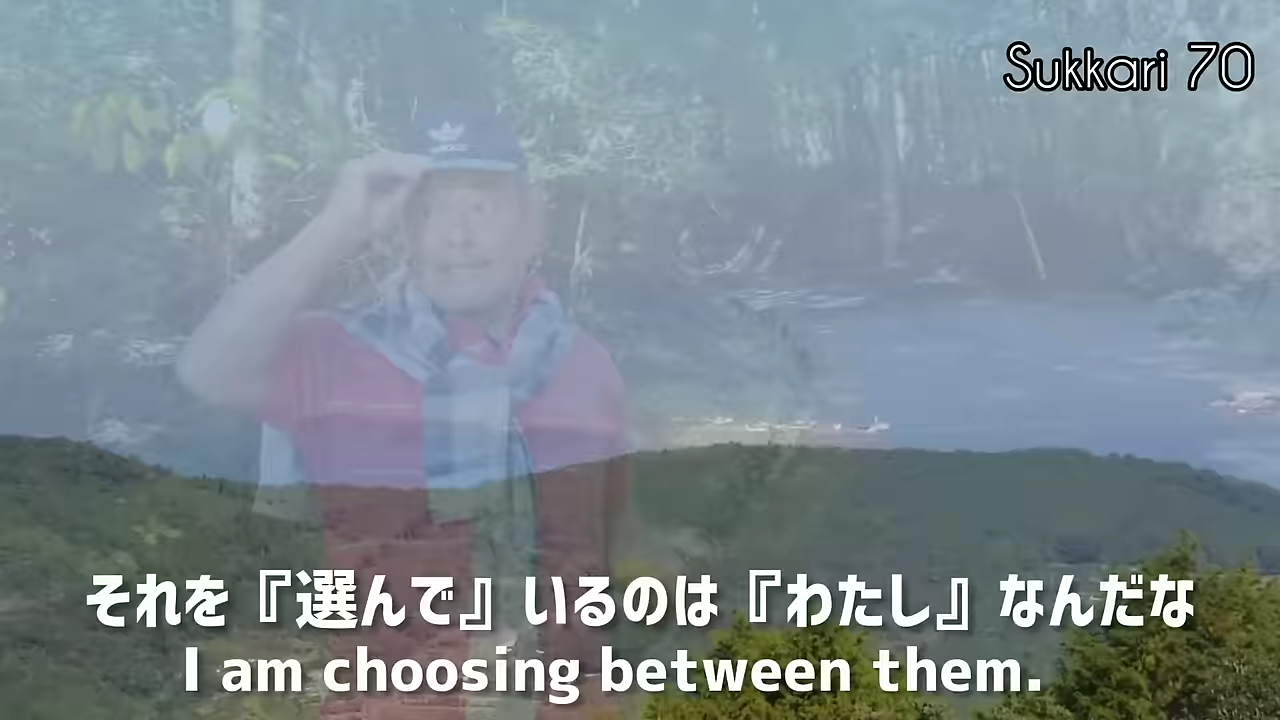 Sukkari 70
それを『選んで』いるのは『わたし』なんだな
I am choosing between them.